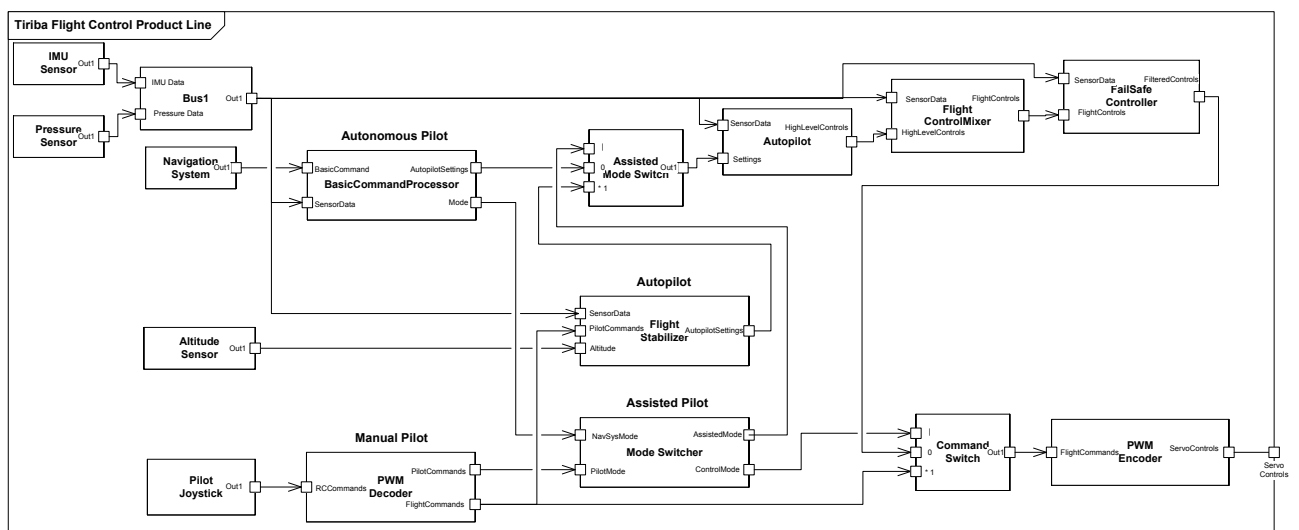 Tiriba Flight Control Product Line
IMU
Sensor
Out1
IMU Data
Bus1
Out1
Pressure Data
Pressure
Sensor
Out1
Navigation
System
Out1
Autonomous Pilot
BasicCommand
AutopilotSettings
BasicCommandProcessor
SensorData
Mode
|
0
* 1
Assisted
Mode Switch
Out1
SensorData
HighLevelControls
Autopilot
Settings
SensorData
FlightControls
Flight
ControlMixer
HighLevelControls
SensorData
FilteredControls
FailSafe
Controller
FlightControls
Autopilot
SensorData
PilotCommands
Flight
Stabilizer
AutopilotSettings
Altitude
Altitude
Sensor
Out1
Assisted Pilot
NavSysMode
AssistedMode
Mode Switcher
PilotMode
ControlMode
Manual Pilot
PilotCommands
RCCommands
PWM
Decoder
FlightCommands
Pilot
Joystick
Out1
|
0
* 1
Command
Switch
Out1
FlightCommands
PWM
Encoder
ServoControls
Servo
Controls